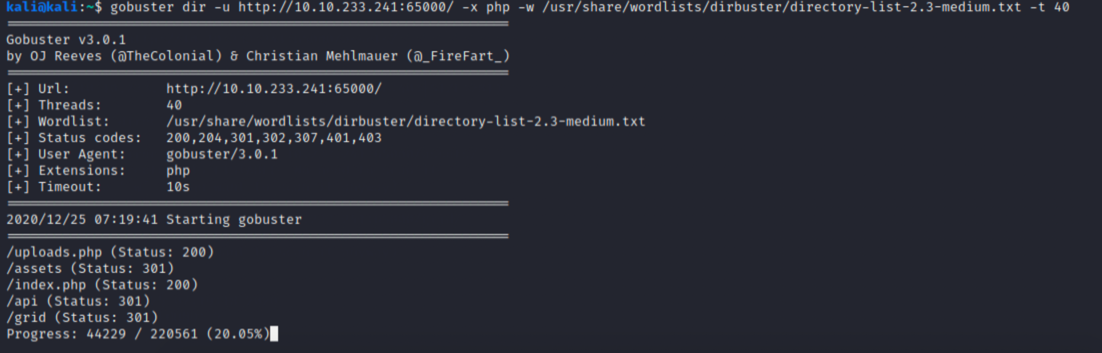 kali@kali:~$ gobuster dir -u http://10.10.233.241:65000/ -x php -w /usr/share/wordlists/dirbuster/directory-list-2.3-medium.txt -t 40
===============================================================
Gobuster v3.0.1
by OJ Reeves (@TheColonial) & Christian Mehlmauer (@_FireFart_)
===============================================================
[+] Url:            http://10.10.233.241:65000/
[+] Threads:        40
[+] Wordlist:       /usr/share/wordlists/dirbuster/directory-list-2.3-medium.txt
[+] Status codes:   200,204,301,302,307,401,403
[+] User Agent:     gobuster/3.0.1
[+] Extensions:     php
[+] Timeout:        10s
===============================================================
2020/12/25 07:19:41 Starting gobuster
===============================================================
/uploads.php (Status: 200)
/assets (Status: 301)
/index.php (Status: 200)
/api (Status: 301)
/grid (Status: 301)
Progress: 44229 / 220561 (20.05%)